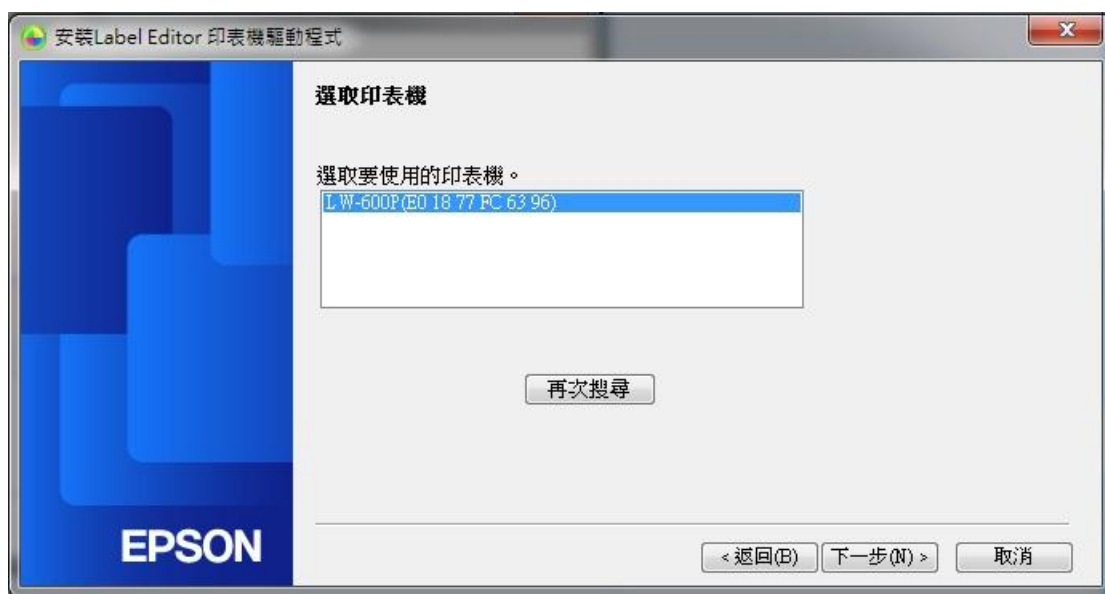 安裝Label Editor 印表機驅動程式
x
選取印表機
選取要使用的印表機。
LW-600P(E0 18 77 FC 63 96)
再次搜尋
EPSON
<返回(B) 下一步(N)> 取消